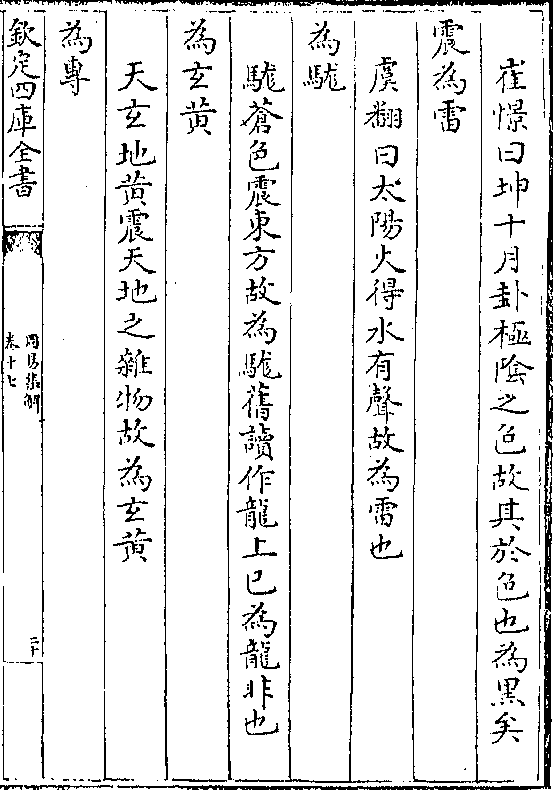 崔憬曰坤十月卦極陰之色故其於色也為黒矣
震為雷
虞翻曰太陽火得水有聲故為雷也
為駹
駹蒼色震東方故為駹舊讀作龍上已為龍非也
為玄黄
天玄地黄震天地之雜物故為玄黄
為專
欽定四庫全書
周易集解
卷十七
二十